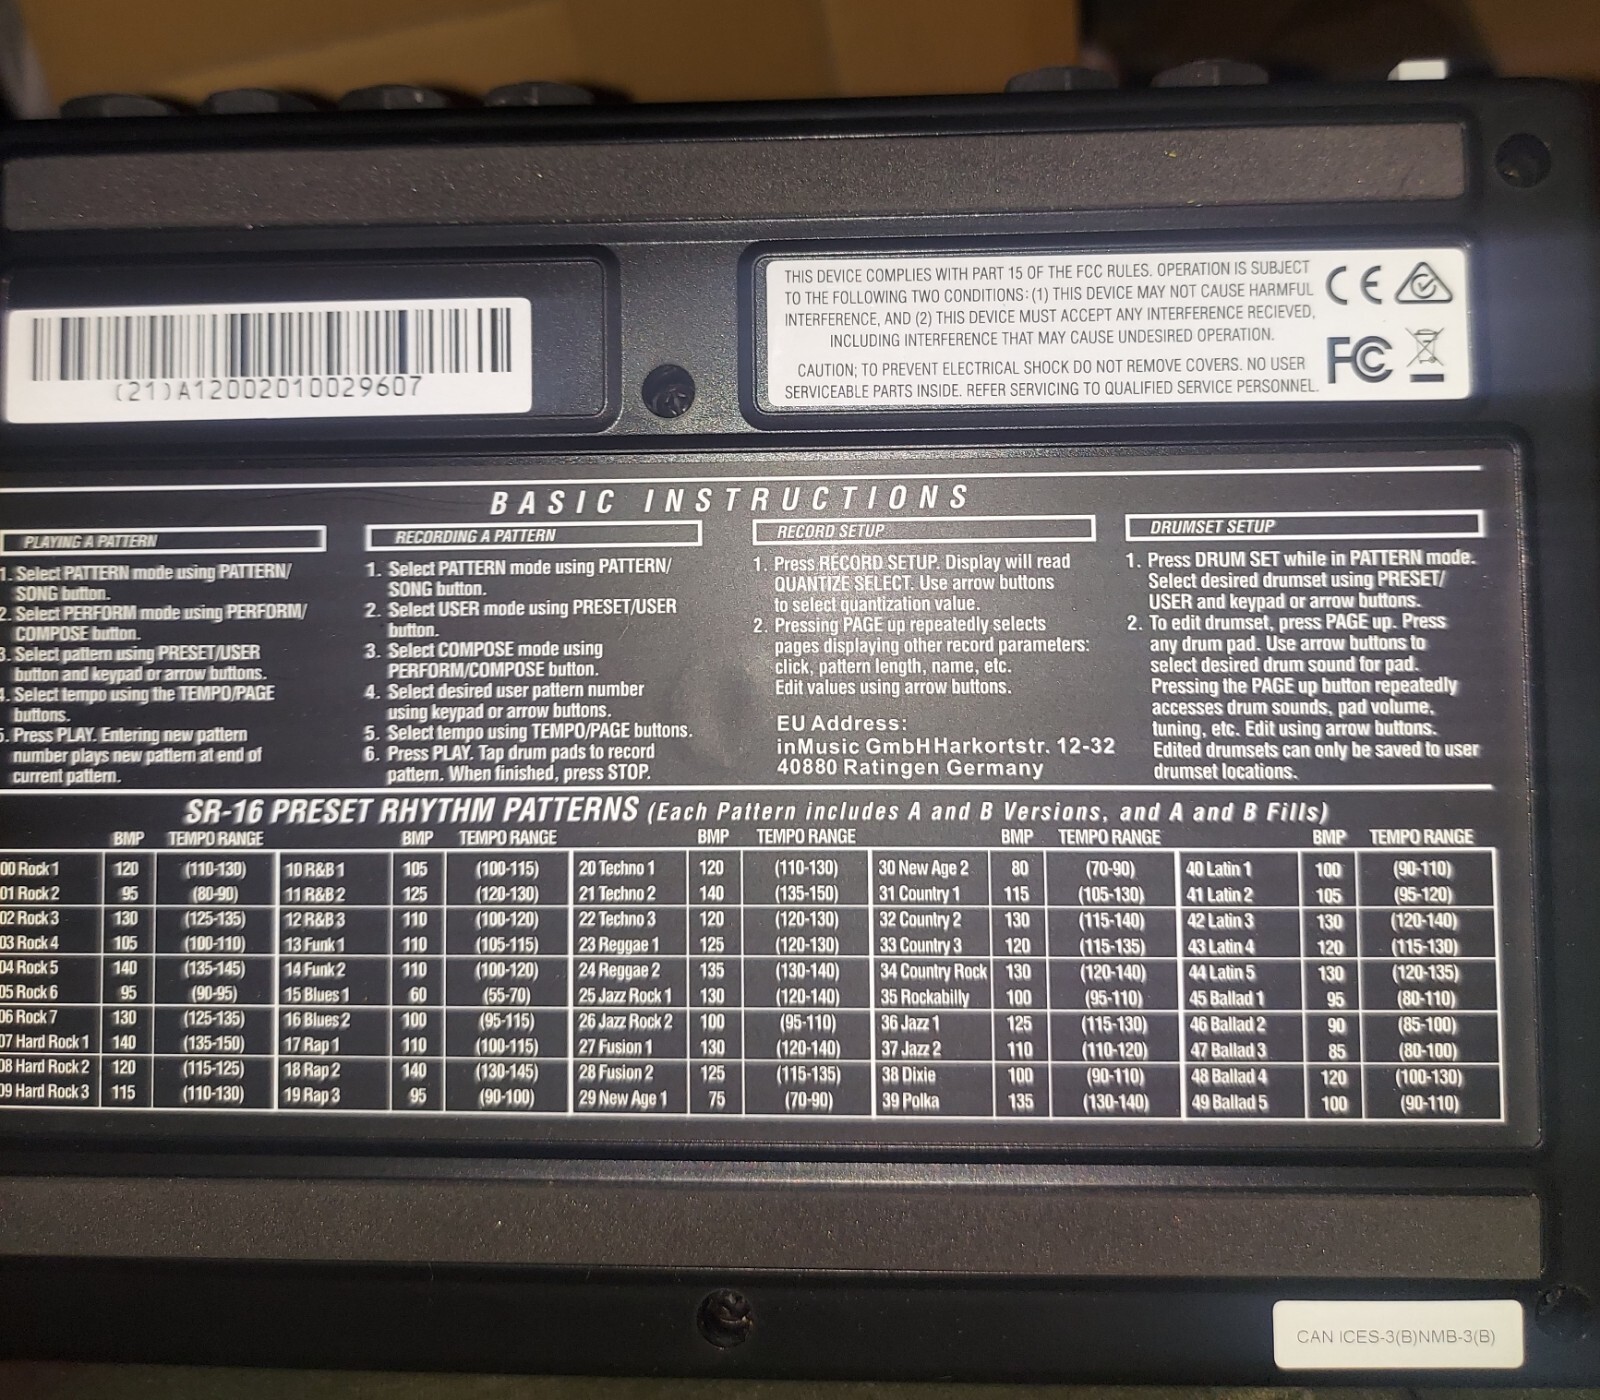 (21)A12002010029607
THIS DEVICE COMPLIES WITH PART 15 OF THE FCC RULES. OPERATION IS SUBJECT
TO THE FOLLOWING TWO CONDITIONS: (1) THIS DEVICE MAY NOT CAUSE HARMFUL
INTERFERENCE, AND (2) THIS DEVICE MUST ACCEPT ANY INTERFERENCE RECIEVED,
INCLUDING INTERFERENCE THAT MAY CAUSE UNDESIRED OPERATION.
CAUTION; TO PREVENT ELECTRICAL SHOCK DO NOT REMOVE COVERS. NO USER
SERVICEABLE PARTS INSIDE. REFER SERVICING TO QUALIFIED SERVICE PERSONNEL.
CE
FC
BASIC INSTRUCTIONS
PLAYING A PATTERN
1. Select PATTERN mode using PATTERN/
SONG button.
2. Select PERFORM mode using PERFORM/
COMPOSE button.
3. Select pattern using PRESET/USER
button and keypad or arrow buttons.
4. Select tempo using the TEMPO/PAGE
buttons.
5. Press PLAY. Entering new pattern
number plays new pattern at end of
current pattern.
RECORDING A PATTERN
1. Select PATTERN mode using PATTERN/
SONG button.
2. Select USER mode using PRESET/USER
button.
3. Select COMPOSE mode using
PERFORM/COMPOSE button.
4. Select desired user pattern number
using keypad or arrow buttons.
5. Select tempo using TEMPO/PAGE buttons.
6. Press PLAY. Tap drum pads to record
pattern. When finished, press STOP.
RECORD SETUP
1. Press RECORD SETUP. Display will read
QUANTIZE SELECT. Use arrow buttons
to select quantization value.
2. Pressing PAGE up repeatedly selects
pages displaying other record parameters:
click, pattern length, name, etc.
Edit values using arrow buttons.
EU Address:
inMusic GmbH Harkortstr. 12-32
40880 Ratingen Germany
DRUMSET SETUP
1. Press DRUM SET while in PATTERN mode.
Select desired drumset using PRESET/
USER and keypad or arrow buttons.
2. To edit drumset, press PAGE up. Press
any drum pad. Use arrow buttons to
select desired drum sound for pad.
Pressing the PAGE up button repeatedly
accesses drum sounds, pad volume,
tuning, etc. Edit using arrow buttons.
Edited drumsets can only be saved to user
drumset locations.
SR-16 PRESET RHYTHM PATTERNS (Each Pattern includes A and B Versions, and A and B Fills)
BMP TEMPO RANGE BMP TEMPO RANGE BMP TEMPO RANGE BMP TEMPO RANGE BMP TEMPO RANGE
00 Rock 1 120 (110-130) 10 R&B 1 105 (100-115) 20 Techno 1 120 (110-130) 30 New Age 2 80 (70-90) 40 Latin 1 100 (90-110)
01 Rock 2 95 (80-90) 11 R&B 2 125 (120-130) 21 Techno 2 140 (135-150) 31 Country 1 115 (105-130) 41 Latin 2 105 (95-120)
02 Rock 3 130 (125-135) 12 R&B 3 110 (100-120) 22 Techno 3 120 (120-130) 32 Country 2 130 (115-140) 42 Latin 3 130 (120-140)
03 Rock 4 105 (100-110) 13 Funk 1 110 (105-115) 23 Reggae 1 125 (120-130) 33 Country 3 120 (115-135) 43 Latin 4 120 (115-130)
04 Rock 5 140 (135-145) 14 Funk 2 110 (100-120) 24 Reggae 2 135 (130-140) 34 Country Rock 130 (120-140) 44 Latin 5 130 (120-135)
05 Rock 6 95 (90-95) 15 Blues 1 60 (55-70) 25 Jazz Rock 1 130 (120-140) 35 Rockabilly 100 (95-110) 45 Ballad 1 95 (80-110)
06 Rock 7 130 (125-135) 16 Blues 2 100 (95-115) 26 Jazz Rock 2 100 (95-110) 36 Jazz 1 125 (115-130) 46 Ballad 2 90 (85-100)
07 Hard Rock 1 140 (135-150) 17 Rap 1 110 (100-115) 27 Fusion 1 130 (120-140) 37 Jazz 2 110 (110-120) 47 Ballad 3 85 (80-100)
08 Hard Rock 2 120 (115-125) 18 Rap 2 140 (130-145) 28 Fusion 2 125 (115-135) 38 Dixie 100 (90-110) 48 Ballad 4 120 (100-130)
09 Hard Rock 3 115 (110-130) 19 Rap 3 95 (90-100) 29 New Age 1 75 (70-90) 39 Polka 135 (130-140) 49 Ballad 5 100 (90-110)
CAN ICES-3(B)NMB-3(B)